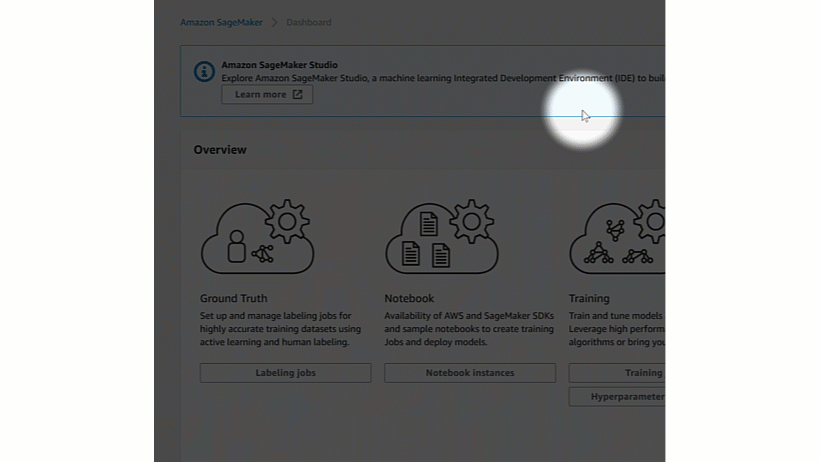 Amazon SageMaker > Dashboard
Amazon SageMaker Studio
Explore Amazon SageMaker Studio, a machine learning Integrated Development Environment (IDE) to buil
Learn more
Overview
Ground Truth
Set up and manage labeling jobs for
highly accurate training datasets using
active learning and human labeling.
Labeling jobs
Notebook
Availability of AWS and SageMaker SDKs
and sample notebooks to create training
Jobs and deploy models.
Notebook instances
Training
Train and tune models
Leverage high perform
algorithms or bring you
Training
Hyperparameter